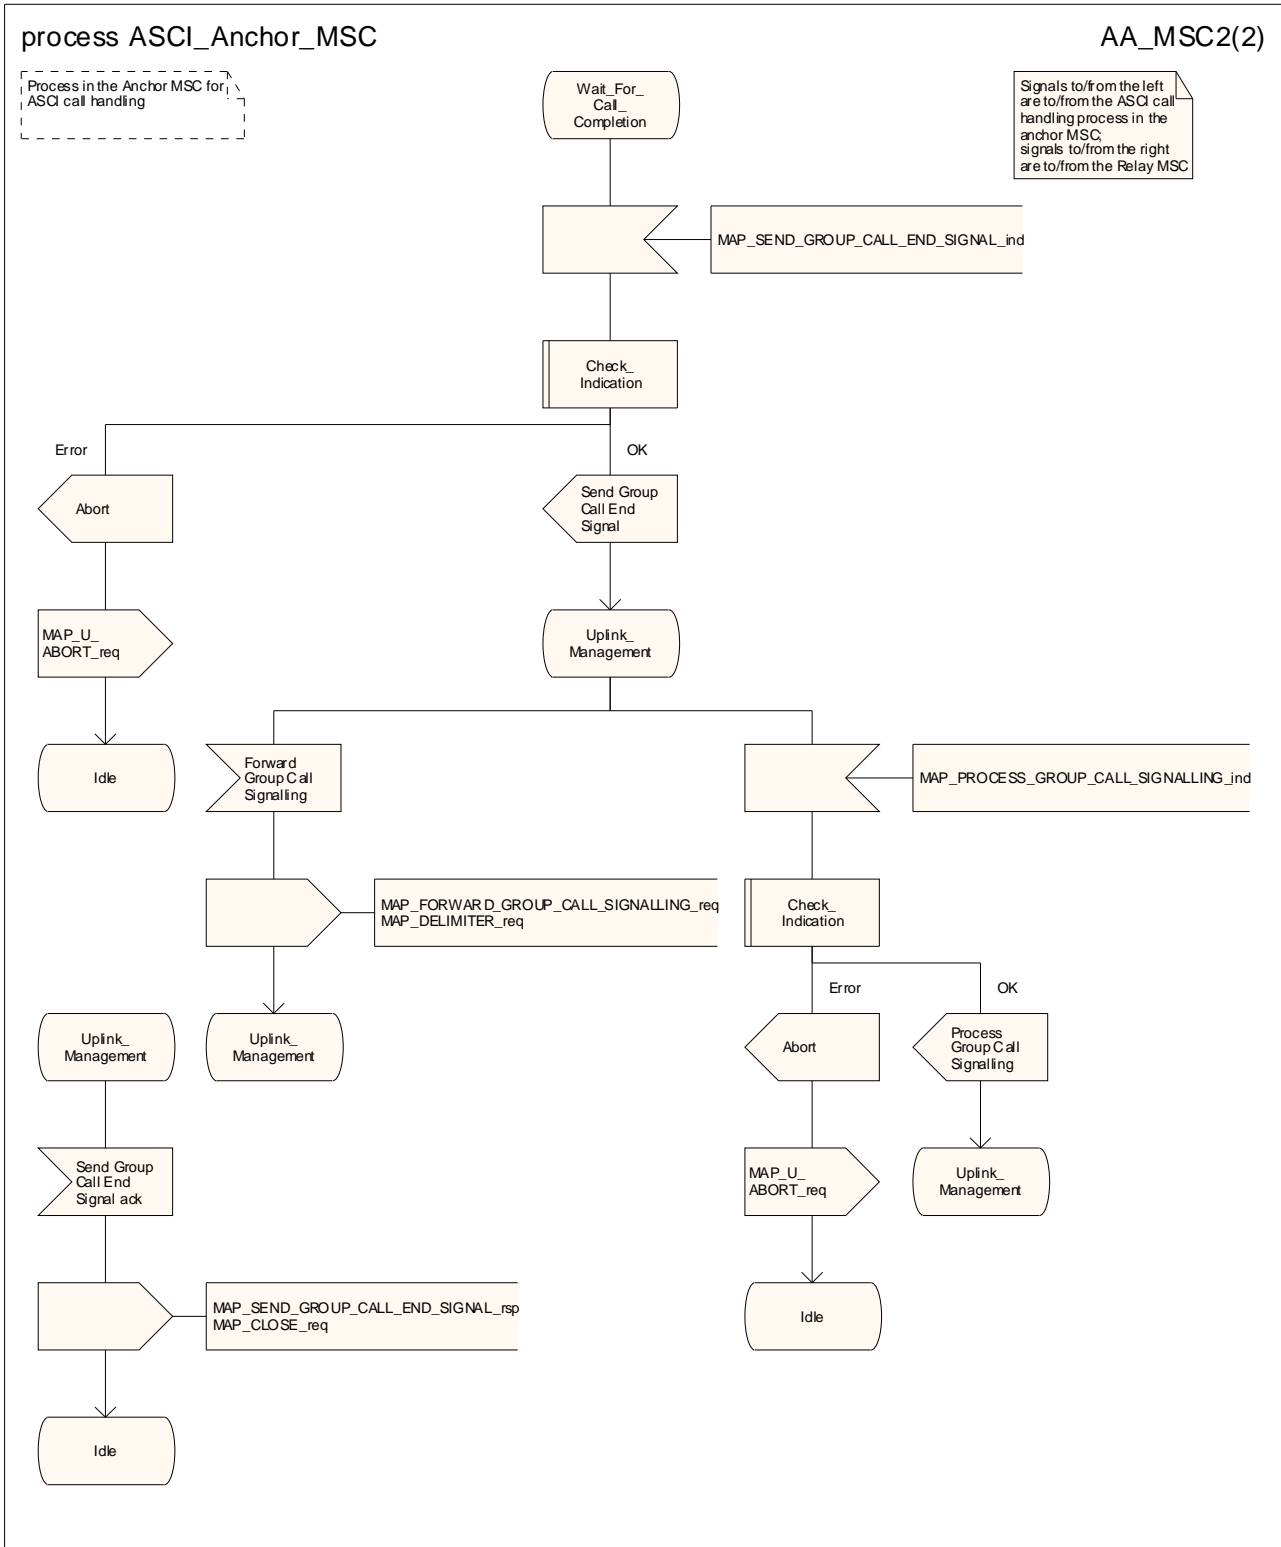 process ASCI_Anchor_MSC
AA_MSC2(2)
Process in the Anchor MSC for
ASCI call handling
Wait_For_
Call_
Completion
Signals to/from the left
are to/from the ASCI call
handling process in the
anchor MSC;
signals to/from the right
are to/from the Relay MSC
MAP_SEND_GROUP_CALL_END_SIGNAL_ind
Check_
Indication
Error
OK
Abort
Send Group
Call End
Signal
MAP_U_
ABORT_req
Uplink_
Management
Idle
Forward
Group Call
Signalling
MAP_PROCESS_GROUP_CALL_SIGNALLING_ind
MAP_FORWARD_GROUP_CALL_SIGNALLING_req
MAP_DELIMITER_req
Check_
Indication
Error
OK
Uplink_
Management
Uplink_
Management
Abort
Process
Group Call
Signalling
Send Group
Call End
Signal ack
MAP_U_
ABORT_req
Uplink_
Management
MAP_SEND_GROUP_CALL_END_SIGNAL_rsp
MAP_CLOSE_req
Idle
Idle